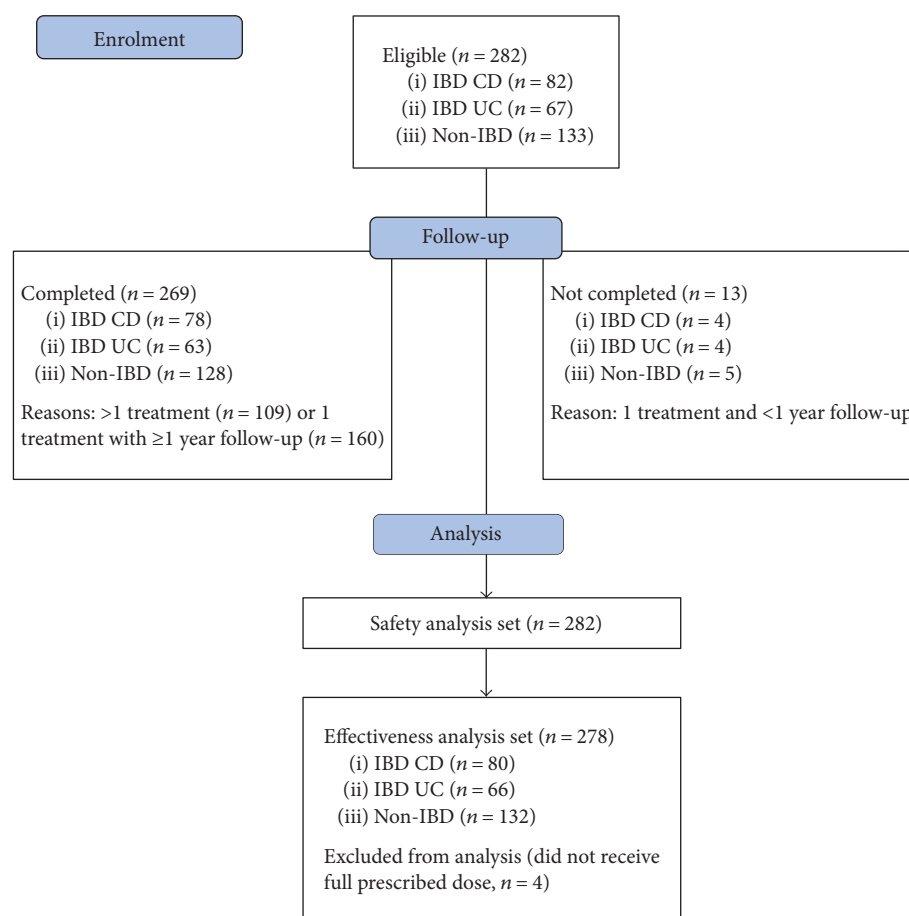 Enrolment
Eligible (n = 282)
(i) IBD CD (n = 82)
(ii) IBD UC (n = 67)
(iii) Non-IBD (n = 133)
Follow-up
Completed (n = 269)
(i) IBD CD (n = 78)
(ii) IBD UC (n = 63)
(iii) Non-IBD (n = 128)
Reasons: >1 treatment (n = 109) or 1
treatment with ≥1 year follow-up (n = 160)
Not completed (n = 13)
(i) IBD CD (n = 4)
(ii) IBD UC (n = 4)
(iii) Non-IBD (n = 5)
Reason: 1 treatment and <1 year follow-up
Analysis
Safety analysis set (n = 282)
Effectiveness analysis set (n = 278)
(i) IBD CD (n = 80)
(ii) IBD UC (n = 66)
(iii) Non-IBD (n = 132)
Excluded from analysis (did not receive
full prescribed dose, n = 4)